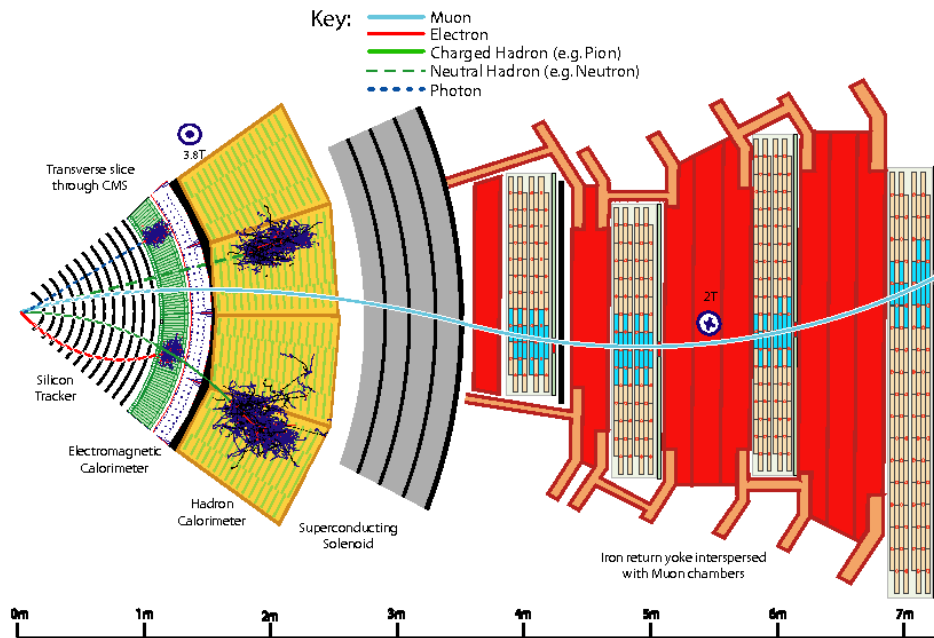 Key:
Muon
Electron
Charged Hadron (e.g. Pion)
Neutral Hadron (e.g. Neutron)
Photon
3.8T
Transverse slice
through CMS
2T
Silicon
Tracker
Electromagnetic
Calorimeter
Hadron
Calorimeter
Superconducting
Solenoid
Iron return yoke interspersed
with Muon chambers
0m 1m 2m 3m 4m 5m 6m 7m